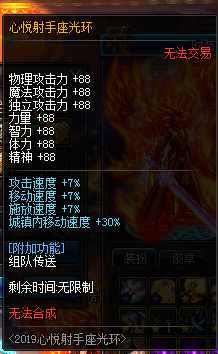 心悦射手座光环
无法交易
物理攻击力 +88
魔法攻击力 +88
独立攻击力 +88
力量 +88
智力 +88
体力 +88
精神 +88
攻击速度 +7%
移动速度 +7%
施放速度 +7%
城镇内移动速度 +30%
[附加功能]
组队传送
装扮
徽章
剩余时间:无限制
无法合成
<2019心悦射手座光环>